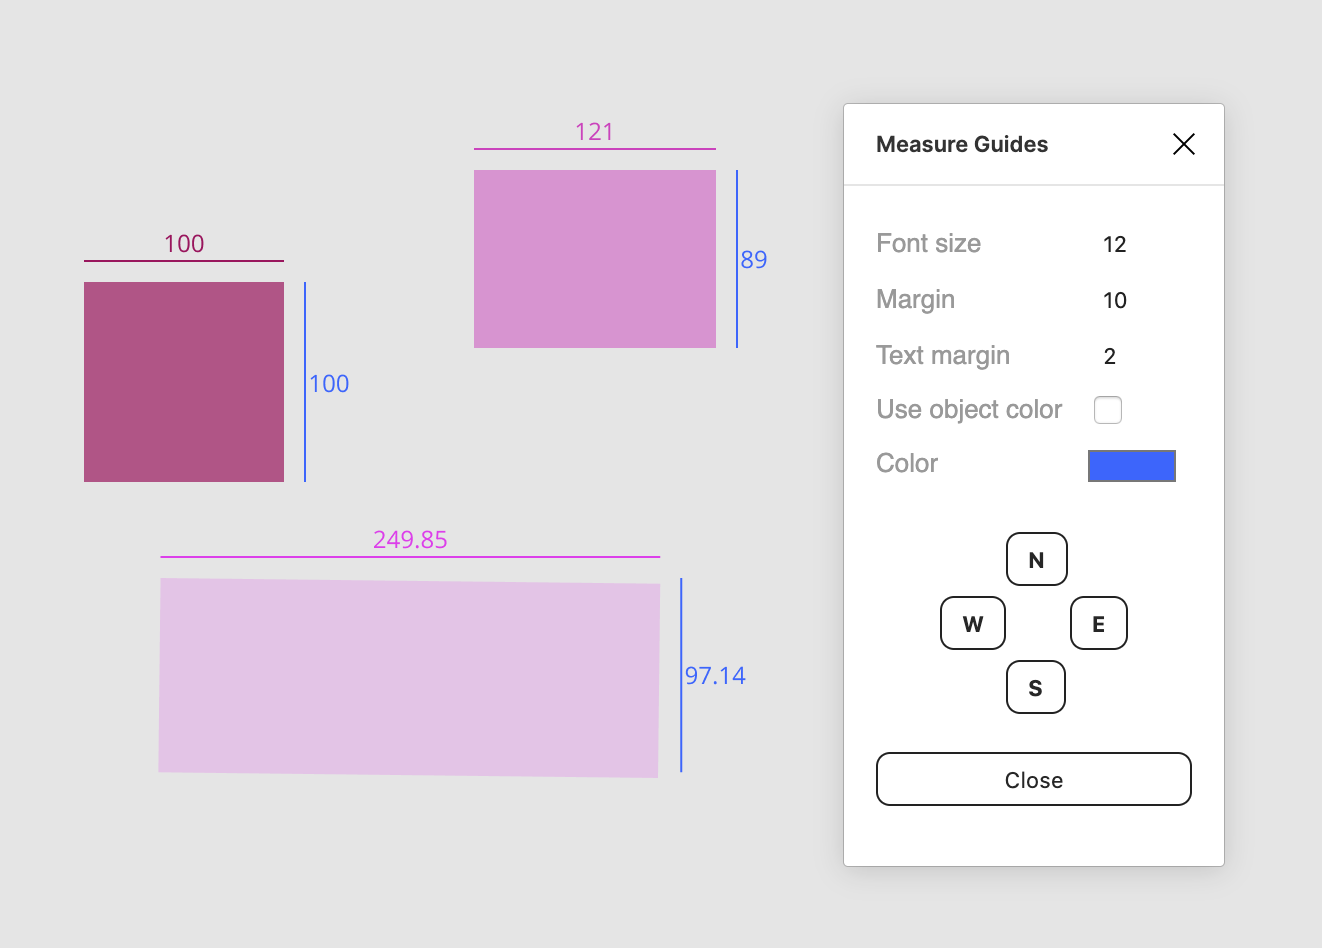 121
89
100
100
249.85
97.14
Measure Guides
Font size 12
Margin 10
Text margin 2
Use object color
Color
N
W E
S
Close